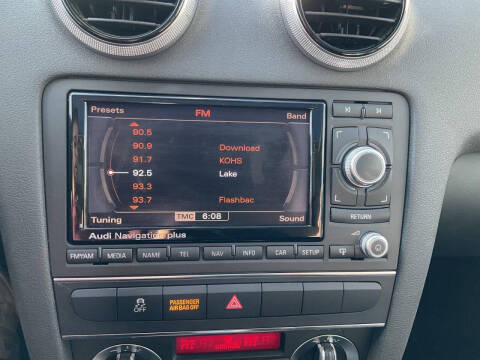 Presets FM Band
90.5
90.9 Download
91.7 KOHS
92.5 Lake
93.3
93.7 Flashbac
Tuning TMC 6:08 Sound
Audi Navigation plus
RETURN
FM/AM MEDIA NAME TEL NAV INFO CAR SETUP
OFF
PASSENGER
AIRBAG OFF